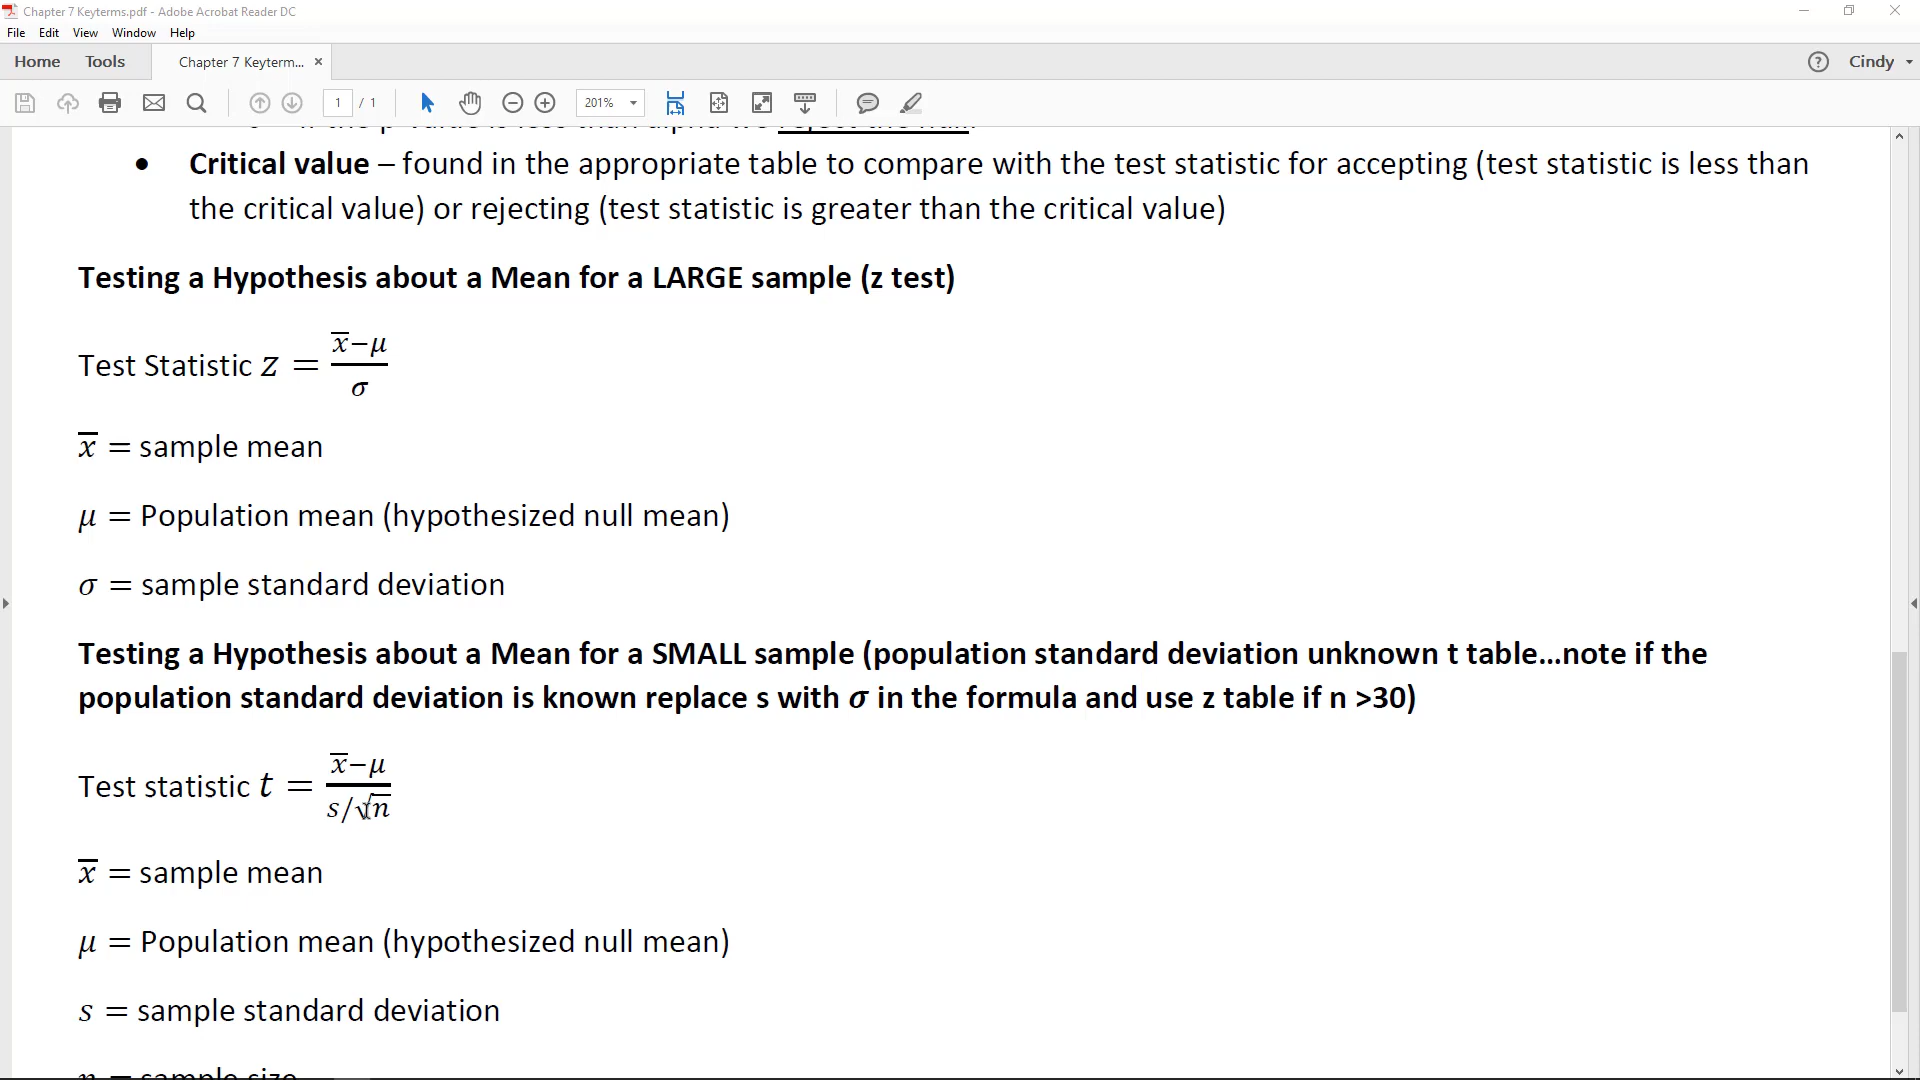 Chapter 7 Keyterms.pdf - Adobe Acrobat Reader DC
File Edit View Window Help
Home Tools Chapter 7 Keyterm... × ? Cindy
1 / 1 201%
reject the null.
• Critical value – found in the appropriate table to compare with the test statistic for accepting (test statistic is less than
the critical value) or rejecting (test statistic is greater than the critical value)
Testing a Hypothesis about a Mean for a LARGE sample (z test)
Test Statistic z = (x̅−μ)/σ
x̅ = sample mean
μ = Population mean (hypothesized null mean)
σ = sample standard deviation
Testing a Hypothesis about a Mean for a SMALL sample (population standard deviation unknown t table...note if the
population standard deviation is known replace s with σ in the formula and use z table if n >30)
Test statistic t = (x̅−μ)/(s/√n)
x̅ = sample mean
μ = Population mean (hypothesized null mean)
s = sample standard deviation
n = sample size